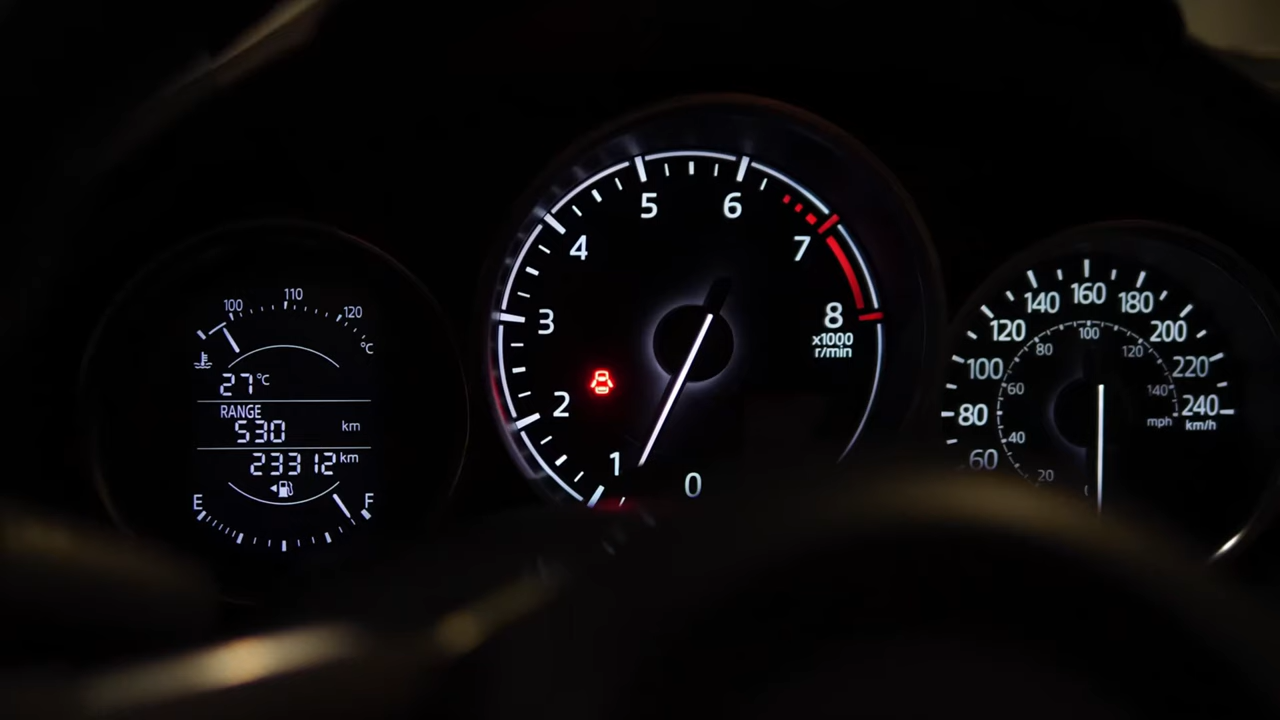 100 110 120
°C
27°C
RANGE
530 km
23312 km
E F
0 1 2 3 4 5 6 7 8
x1000
r/min
60 80 100 120 140 160 180 200 220 240
km/h
20 40 60 80 100 120 140
mph